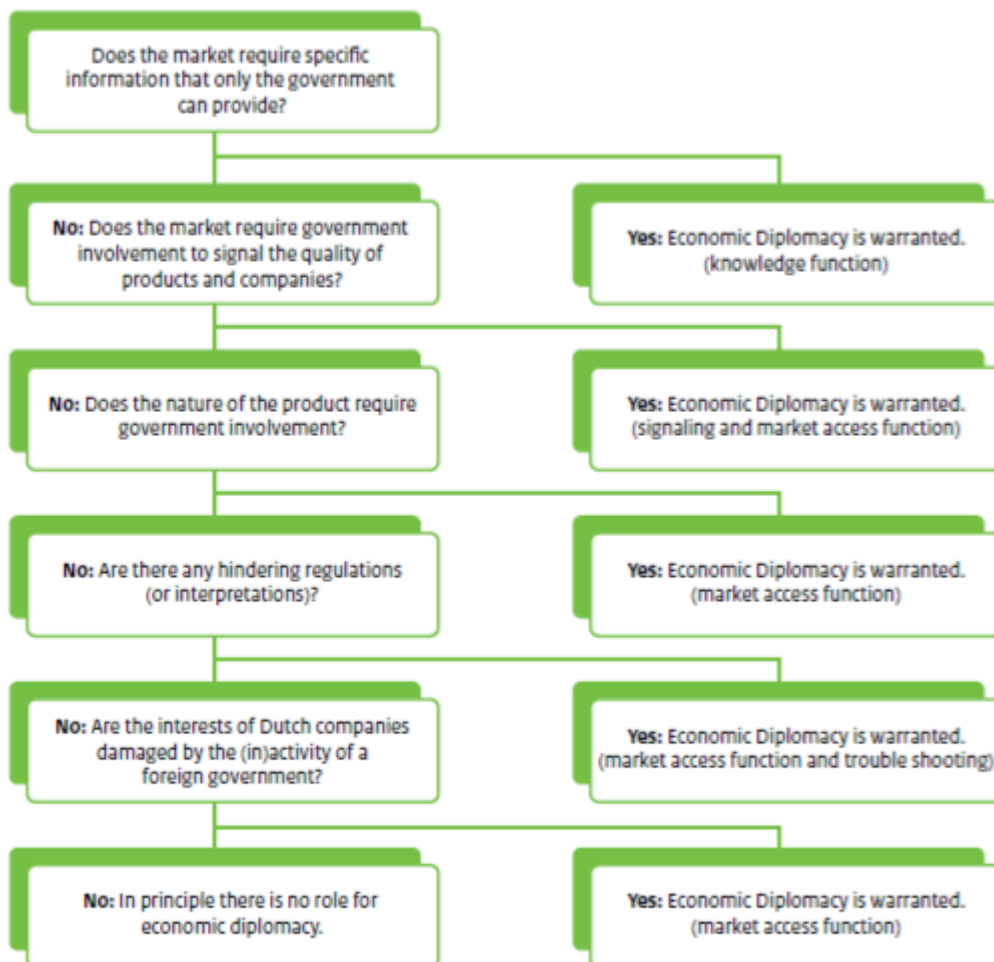 Does the market require specific
information that only the government
can provide?
No: Does the market require government
involvement to signal the quality of
products and companies?
Yes: Economic Diplomacy is warranted.
(knowledge function)
No: Does the nature of the product require
government involvement?
Yes: Economic Diplomacy is warranted.
(signaling and market access function)
No: Are there any hindering regulations
(or interpretations)?
Yes: Economic Diplomacy is warranted.
(market access function)
No: Are the interests of Dutch companies
damaged by the (in)activity of a
foreign government?
Yes: Economic Diplomacy is warranted.
(market access function and trouble shooting)
No: In principle there is no role for
economic diplomacy.
Yes: Economic Diplomacy is warranted.
(market access function)